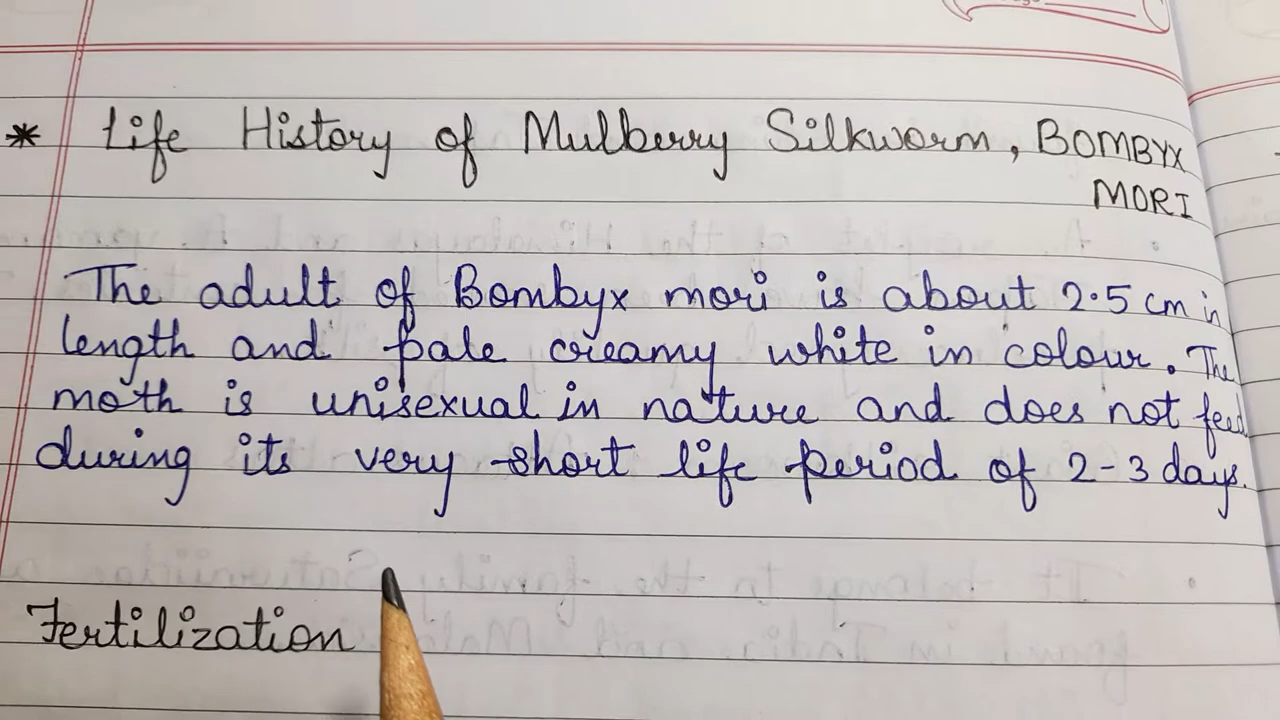 * Life History of Mulberry Silkworm, BOMBYX
MORI
The adult of Bombyx mori is about 2.5 cm in
length and pale creamy white in colour. The
moth is unisexual in nature and does not feed
during its very short life period of 2-3 days.
Fertilization